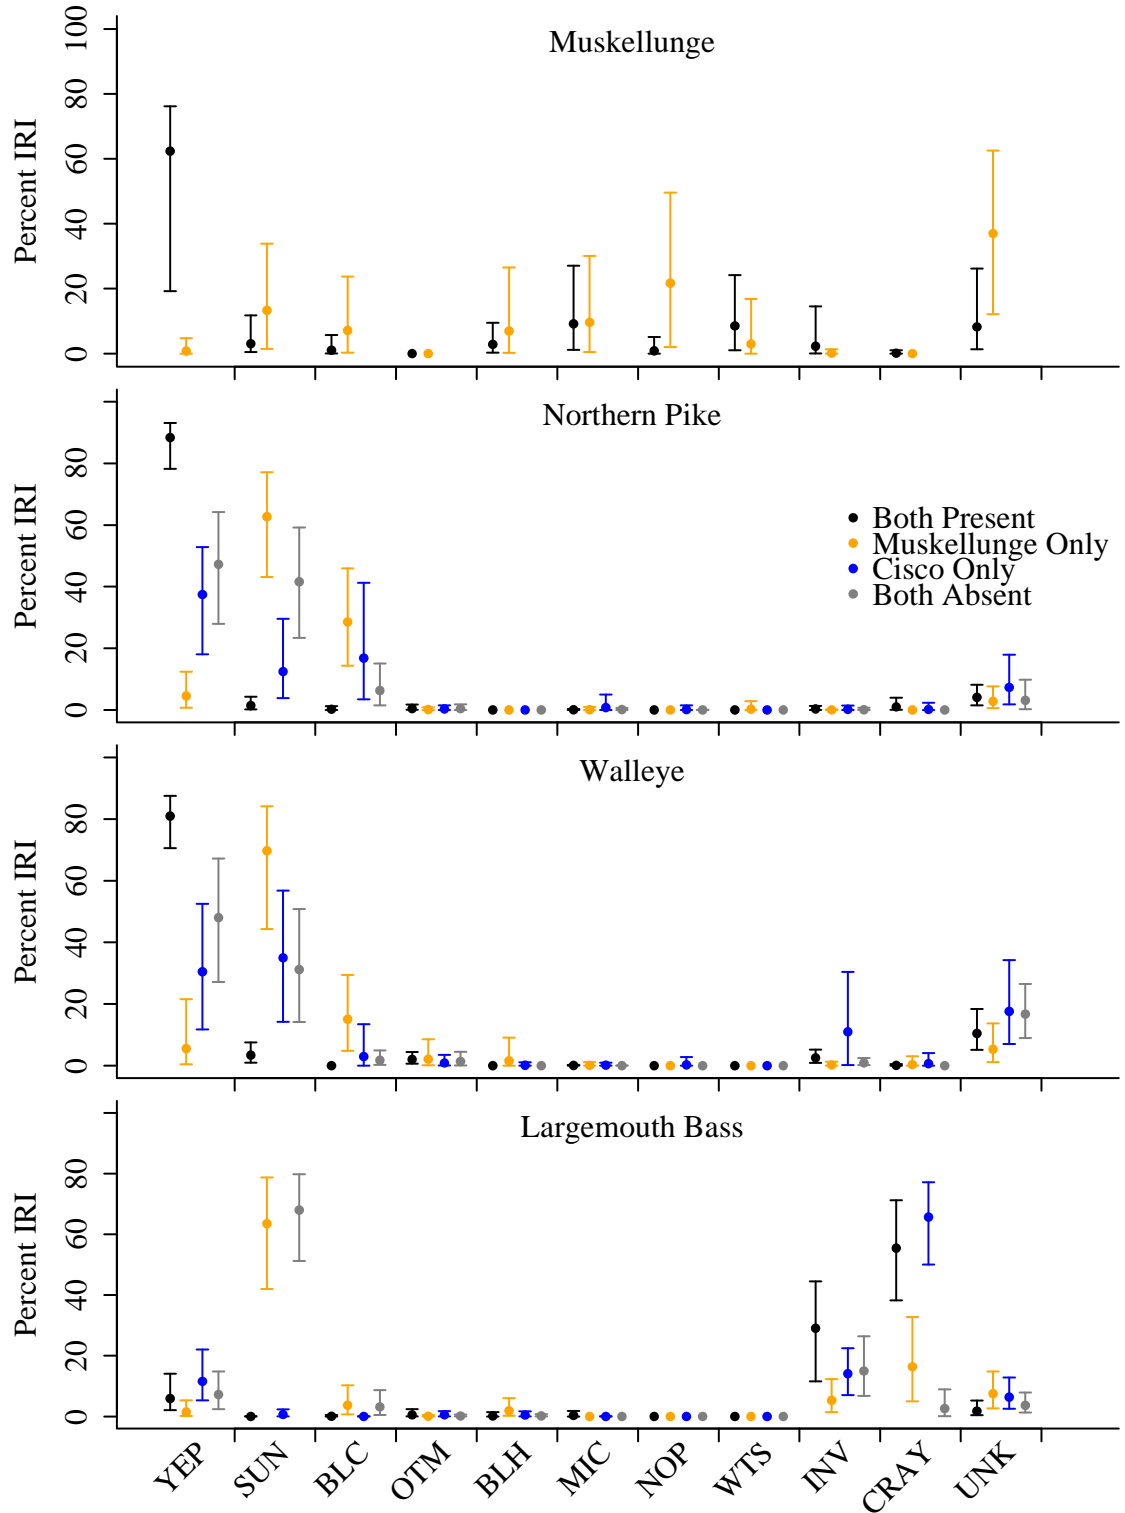 Muskellunge
Percent IRI
0 20 40 60 80 100
Northern Pike
Percent IRI
0 20 40 60 80
Both Present
Muskellunge Only
Cisco Only
Both Absent
Walleye
Percent IRI
0 20 40 60 80
Largemouth Bass
Percent IRI
0 20 40 60 80
YEP SUN BLC OTM BLH MIC NOP WTS INV CRAY UNK